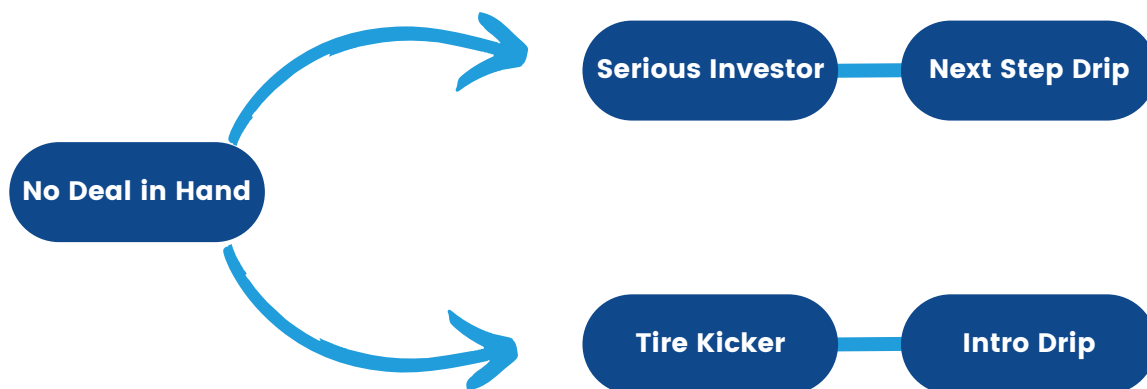 Serious Investor
Next Step Drip
No Deal in Hand
Tire Kicker
Intro Drip